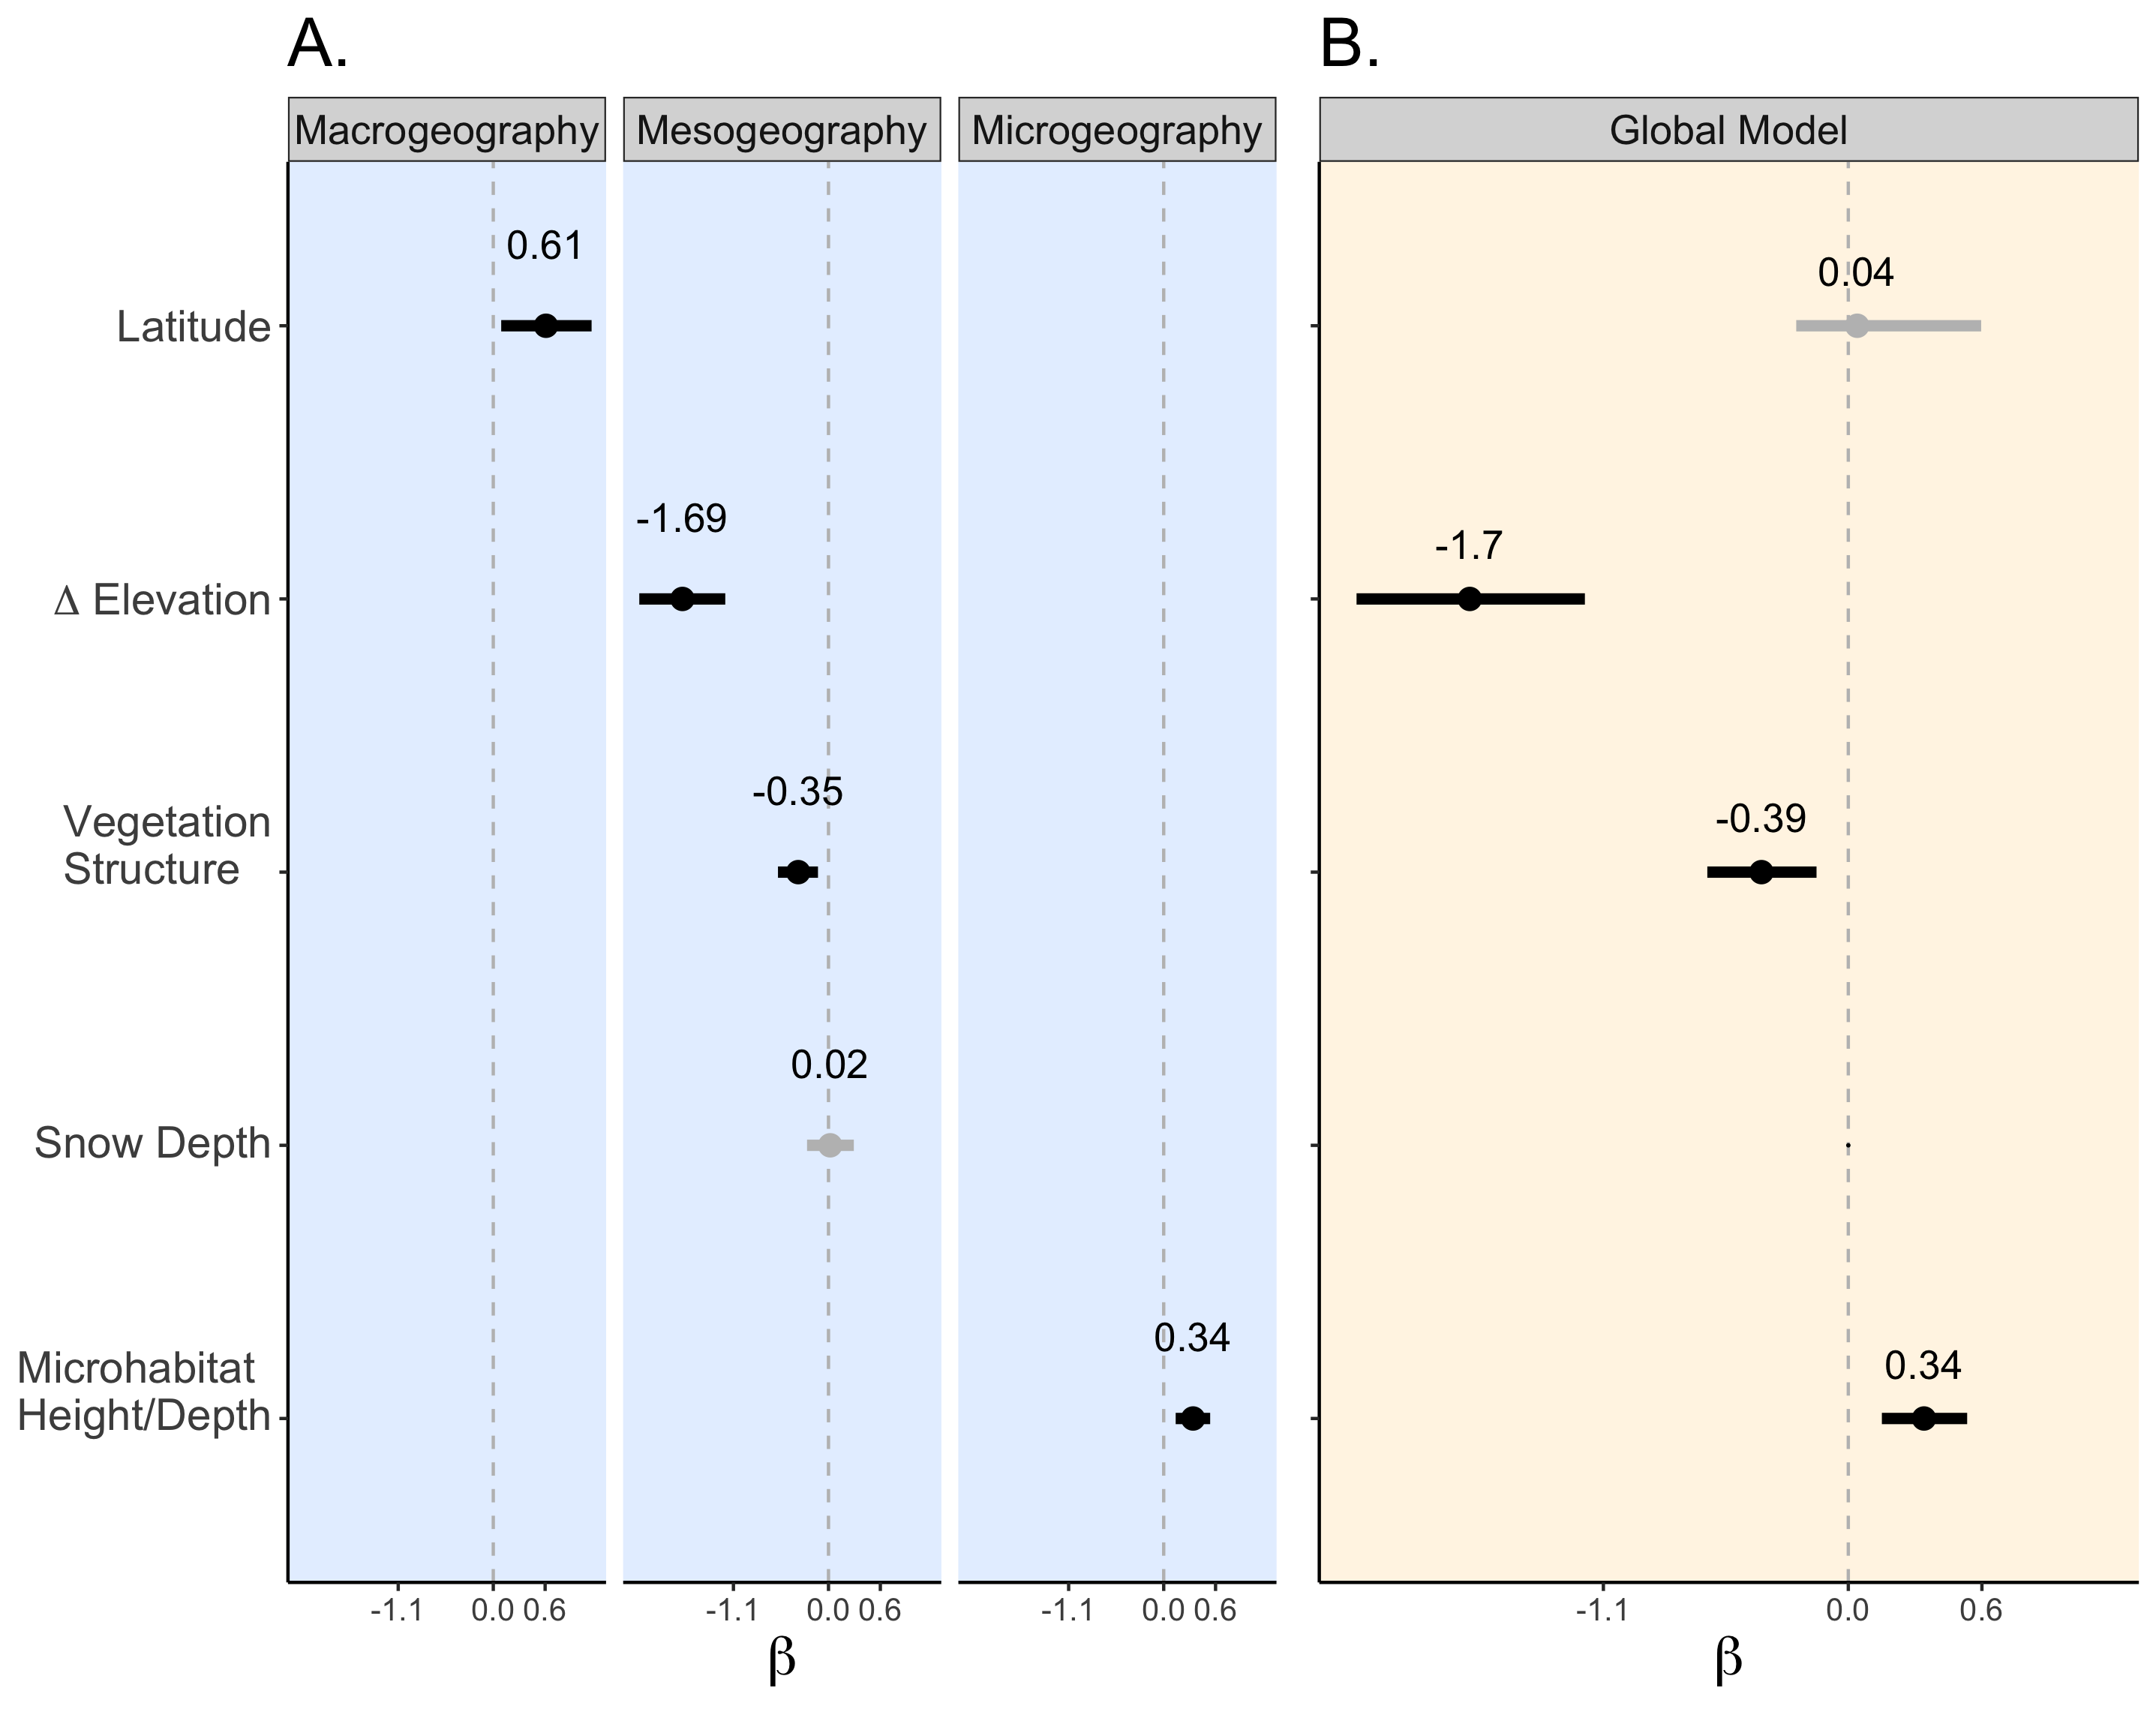 A.
B.
Macrogeography
Mesogeography
Microgeography
Global Model
0.61
0.04
Latitude
-1.69
-1.7
Δ Elevation
-0.35
-0.39
Vegetation
Structure
0.02
Snow Depth
0.34
0.34
Microhabitat
Height/Depth
-1.1 0.0 0.6
-1.1 0.0 0.6
-1.1 0.0 0.6
-1.1 0.0 0.6
β
β